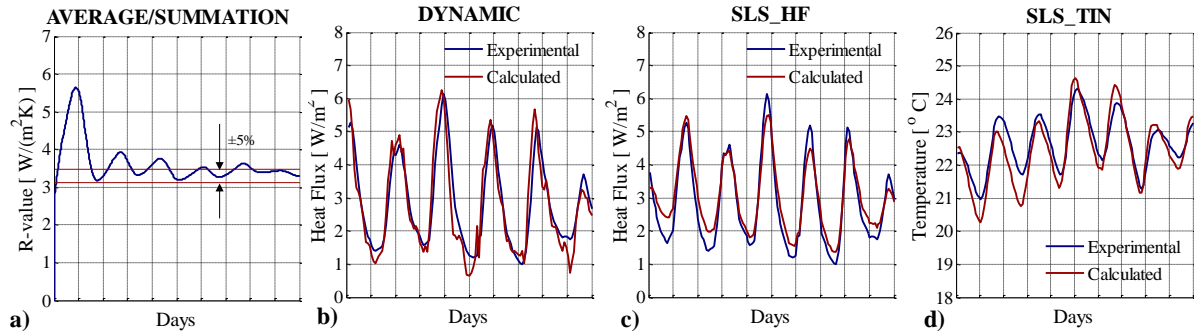 AVERAGE/SUMMATION
R-value [ W/(m²K) ]
7
6
5
4
3
2
1
0
±5%
Days
a)
DYNAMIC
Heat Flux [ W/m² ]
8
7
6
5
4
3
2
1
0
Experimental
Calculated
Days
b)
SLS_HF
Heat Flux [ W/m² ]
8
7
6
5
4
3
2
1
0
Experimental
Calculated
Days
c)
SLS_TIN
Temperature [ ° C ]
26
25
24
23
22
21
20
19
18
Experimental
Calculated
Days
d)